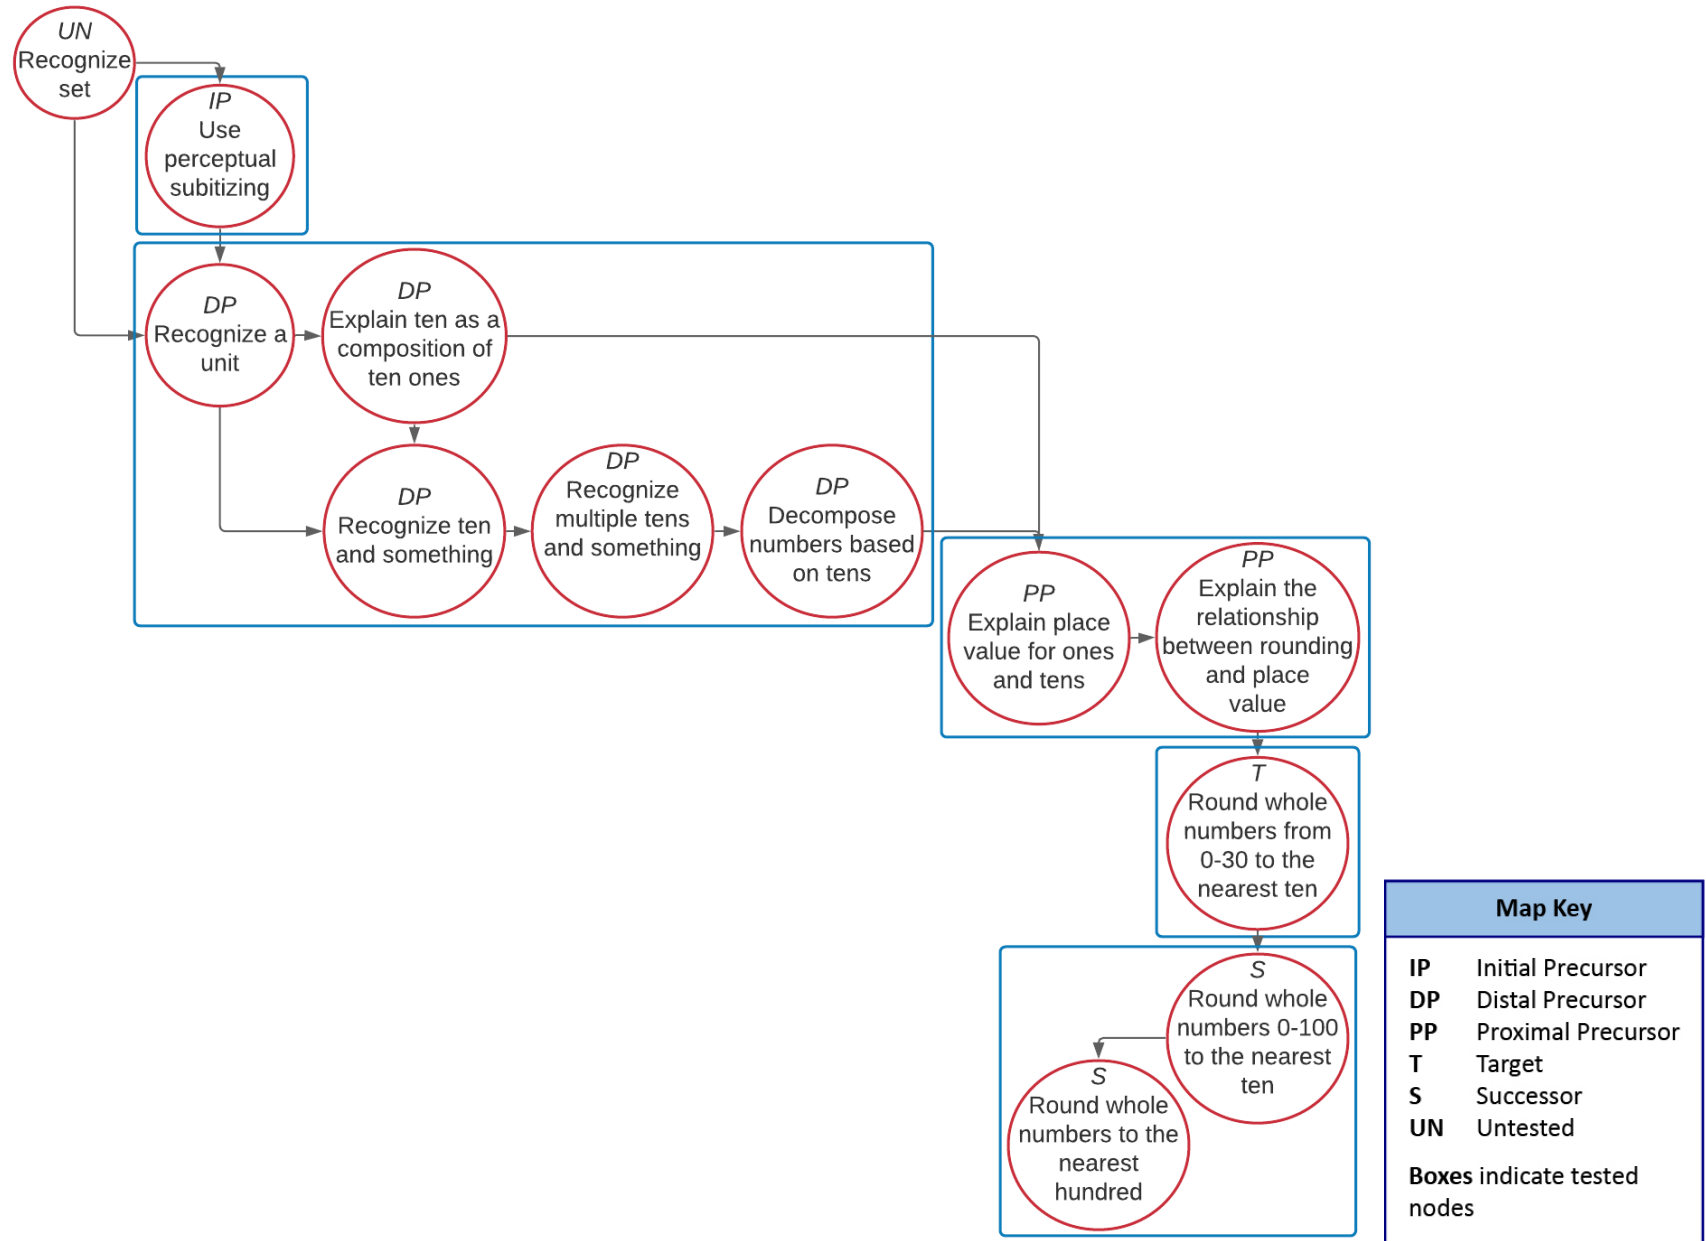 UN
Recognize
set
IP
Use
perceptual
subitizing
DP
Recognize a
unit
DP
Explain ten as a
composition of
ten ones
DP
Recognize ten
and something
DP
Recognize
multiple tens
and something
DP
Decompose
numbers based
on tens
PP
Explain place
value for ones
and tens
PP
Explain the
relationship
between rounding
and place
value
T
Round whole
numbers from
0-30 to the
nearest ten
S
Round whole
numbers 0-100
to the nearest
ten
S
Round whole
numbers to the
nearest
hundred
Map Key
IP Initial Precursor
DP Distal Precursor
PP Proximal Precursor
T Target
S Successor
UN Untested
Boxes indicate tested
nodes